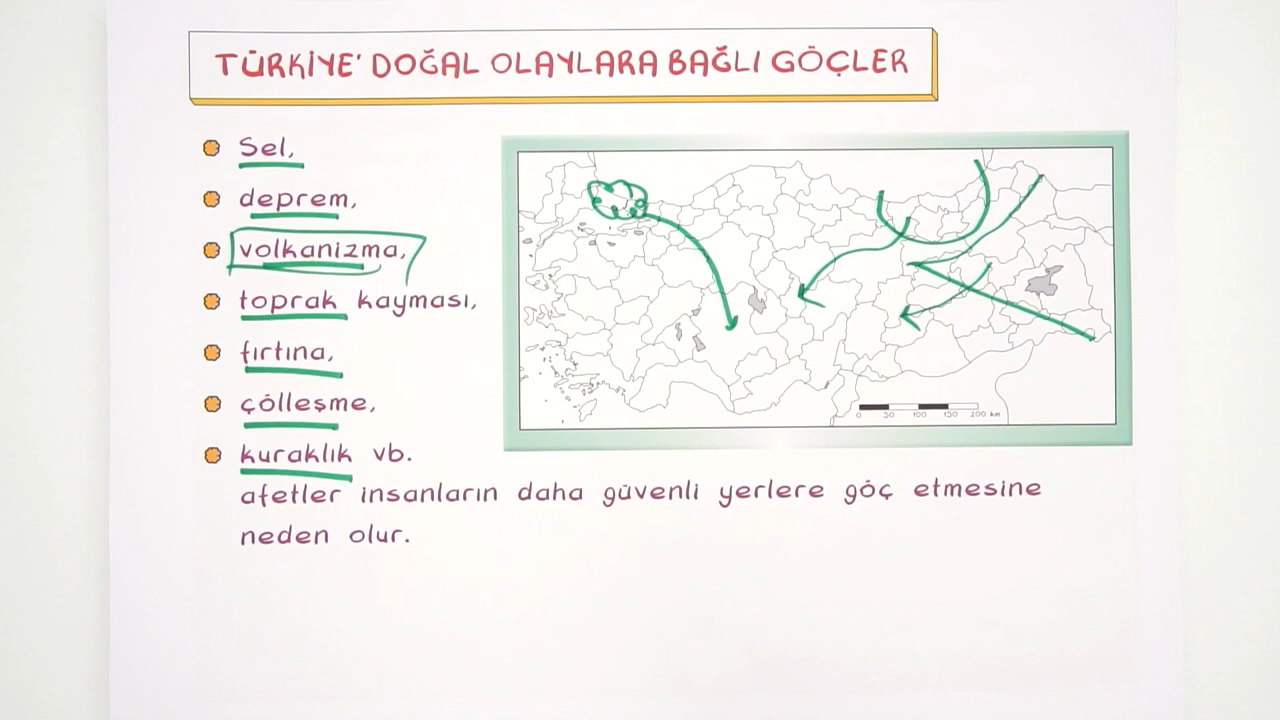 TÜRKİYE' DOĞAL OLAYLARA BAĞLI GÖÇLER
Sel,
deprem,
volkanizma,
toprak kayması,
fırtına,
çölleşme,
kuraklık vb.
afetler insanların daha güvenli yerlere göç etmesine
neden olur.
0 50 100 150 200 km